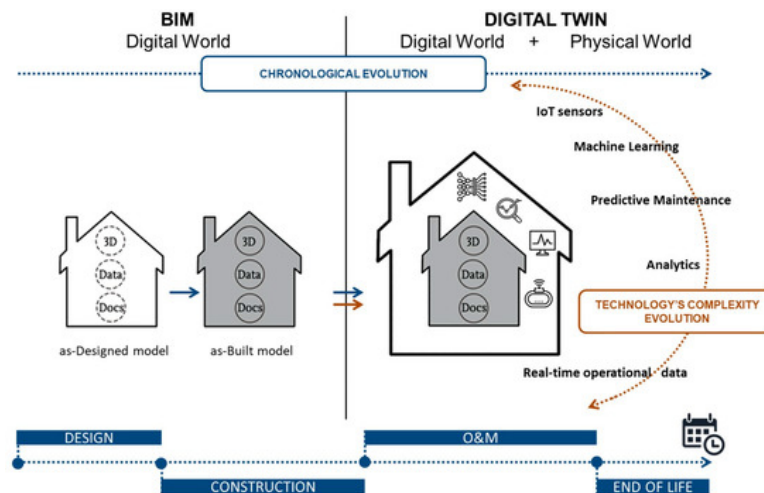 BIM
Digital World
DIGITAL TWIN
Digital World + Physical World
CHRONOLOGICAL EVOLUTION
IoT sensors
Machine Learning
Predictive Maintenance
Analytics
TECHNOLOGY'S COMPLEXITY
EVOLUTION
Real-time operational data
3D
Data
Docs
as-Designed model
3D
Data
Docs
as-Built model
3D
Data
Docs
DESIGN
CONSTRUCTION
O&M
END OF LIFE